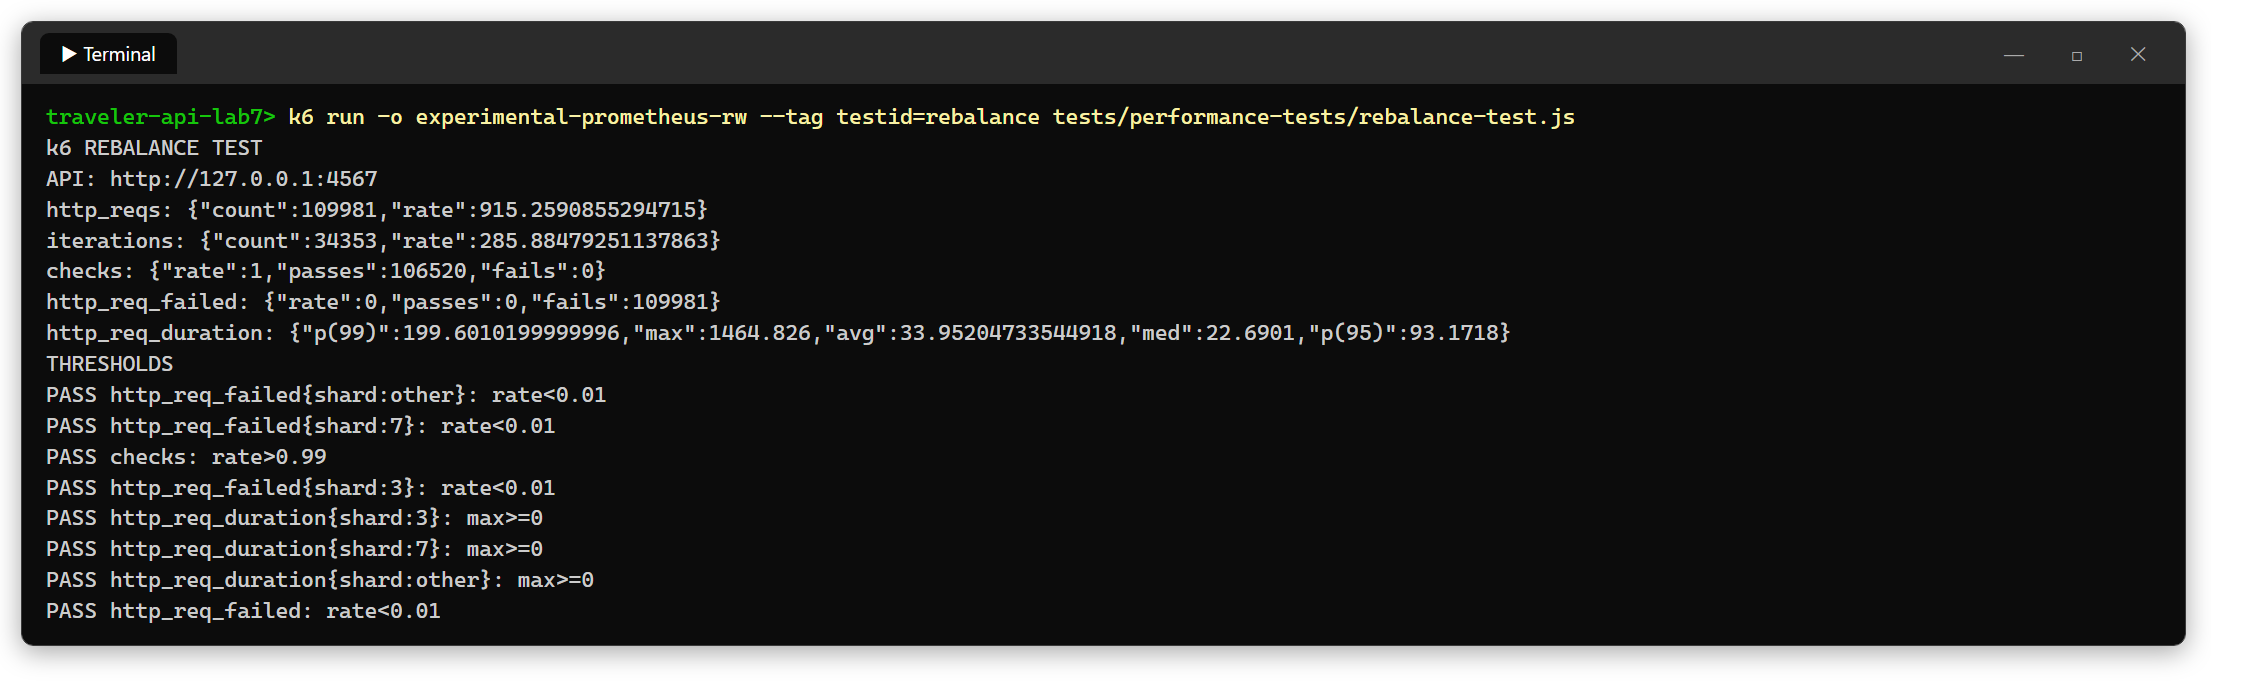 Terminal
traveler-api-lab7> k6 run -o experimental-prometheus-rw --tag testid=rebalance tests/performance-tests/rebalance-test.js
k6 REBALANCE TEST
API: http://127.0.0.1:4567
http_reqs: {"count":109981,"rate":915.2590855294715}
iterations: {"count":34353,"rate":285.88479251137863}
checks: {"rate":1,"passes":106520,"fails":0}
http_req_failed: {"rate":0,"passes":0,"fails":109981}
http_req_duration: {"p(99)":199.6010199999996,"max":1464.826,"avg":33.95204733544918,"med":22.6901,"p(95)":93.1718}
THRESHOLDS
PASS http_req_failed{shard:other}: rate<0.01
PASS http_req_failed{shard:7}: rate<0.01
PASS checks: rate>0.99
PASS http_req_failed{shard:3}: rate<0.01
PASS http_req_duration{shard:3}: max>=0
PASS http_req_duration{shard:7}: max>=0
PASS http_req_duration{shard:other}: max>=0
PASS http_req_failed: rate<0.01